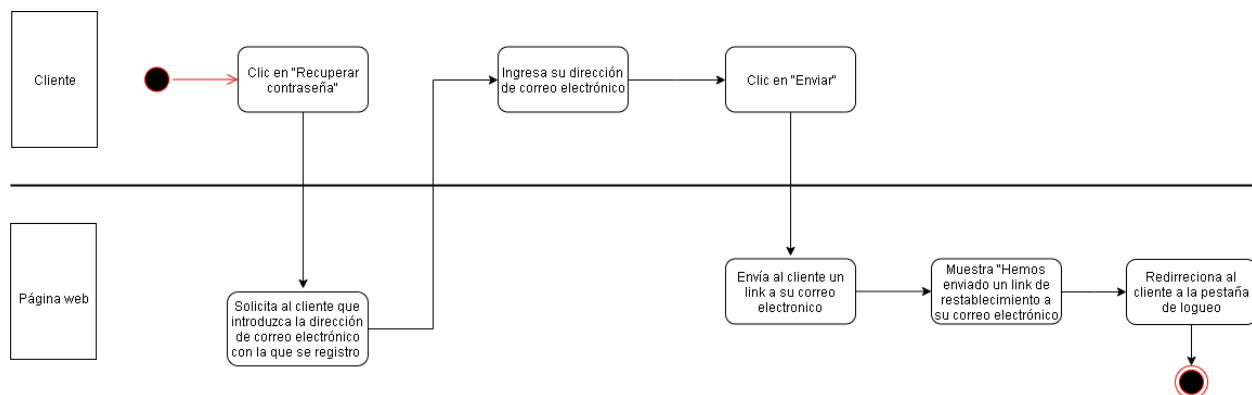 Cliente
Clic en "Recuperar
contraseña"
Ingresa su dirección
de correo electrónico
Clic en "Enviar"
Página web
Solicita al cliente que
introduzca la dirección
de correo electrónico
con la que se registro
Envía al cliente un
link a su correo
electronico
Muestra "Hemos
enviado un link de
restablecimiento a
su correo electrónico
Redirreciona al
cliente a la pestaña
de logueo